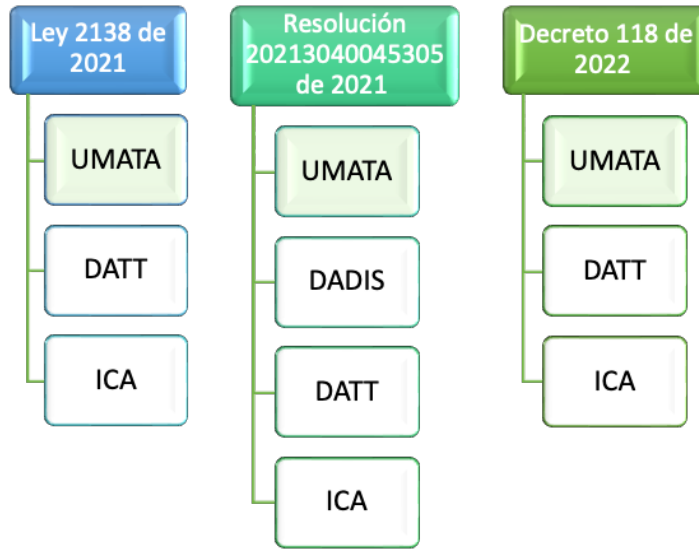 Ley 2138 de
2021
UMATA
DATT
ICA
Resolución
20213040045305
de 2021
UMATA
DADIS
DATT
ICA
Decreto 118 de
2022
UMATA
DATT
ICA